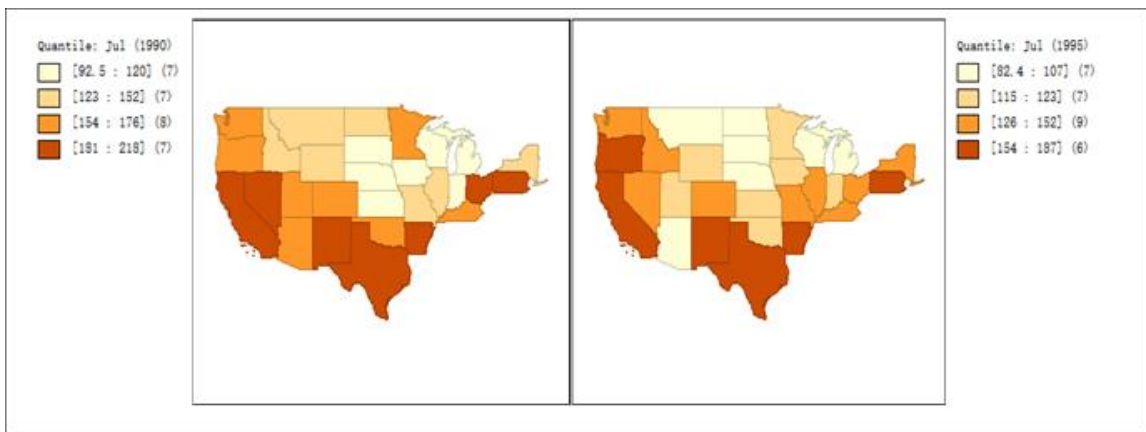 Quantile: Jul (1990)
[92.5 : 120] (7)
[123 : 152] (7)
[154 : 176] (8)
[181 : 218] (7)
Quantile: Jul (1995)
[82.4 : 107] (7)
[115 : 123] (7)
[126 : 152] (9)
[154 : 187] (6)